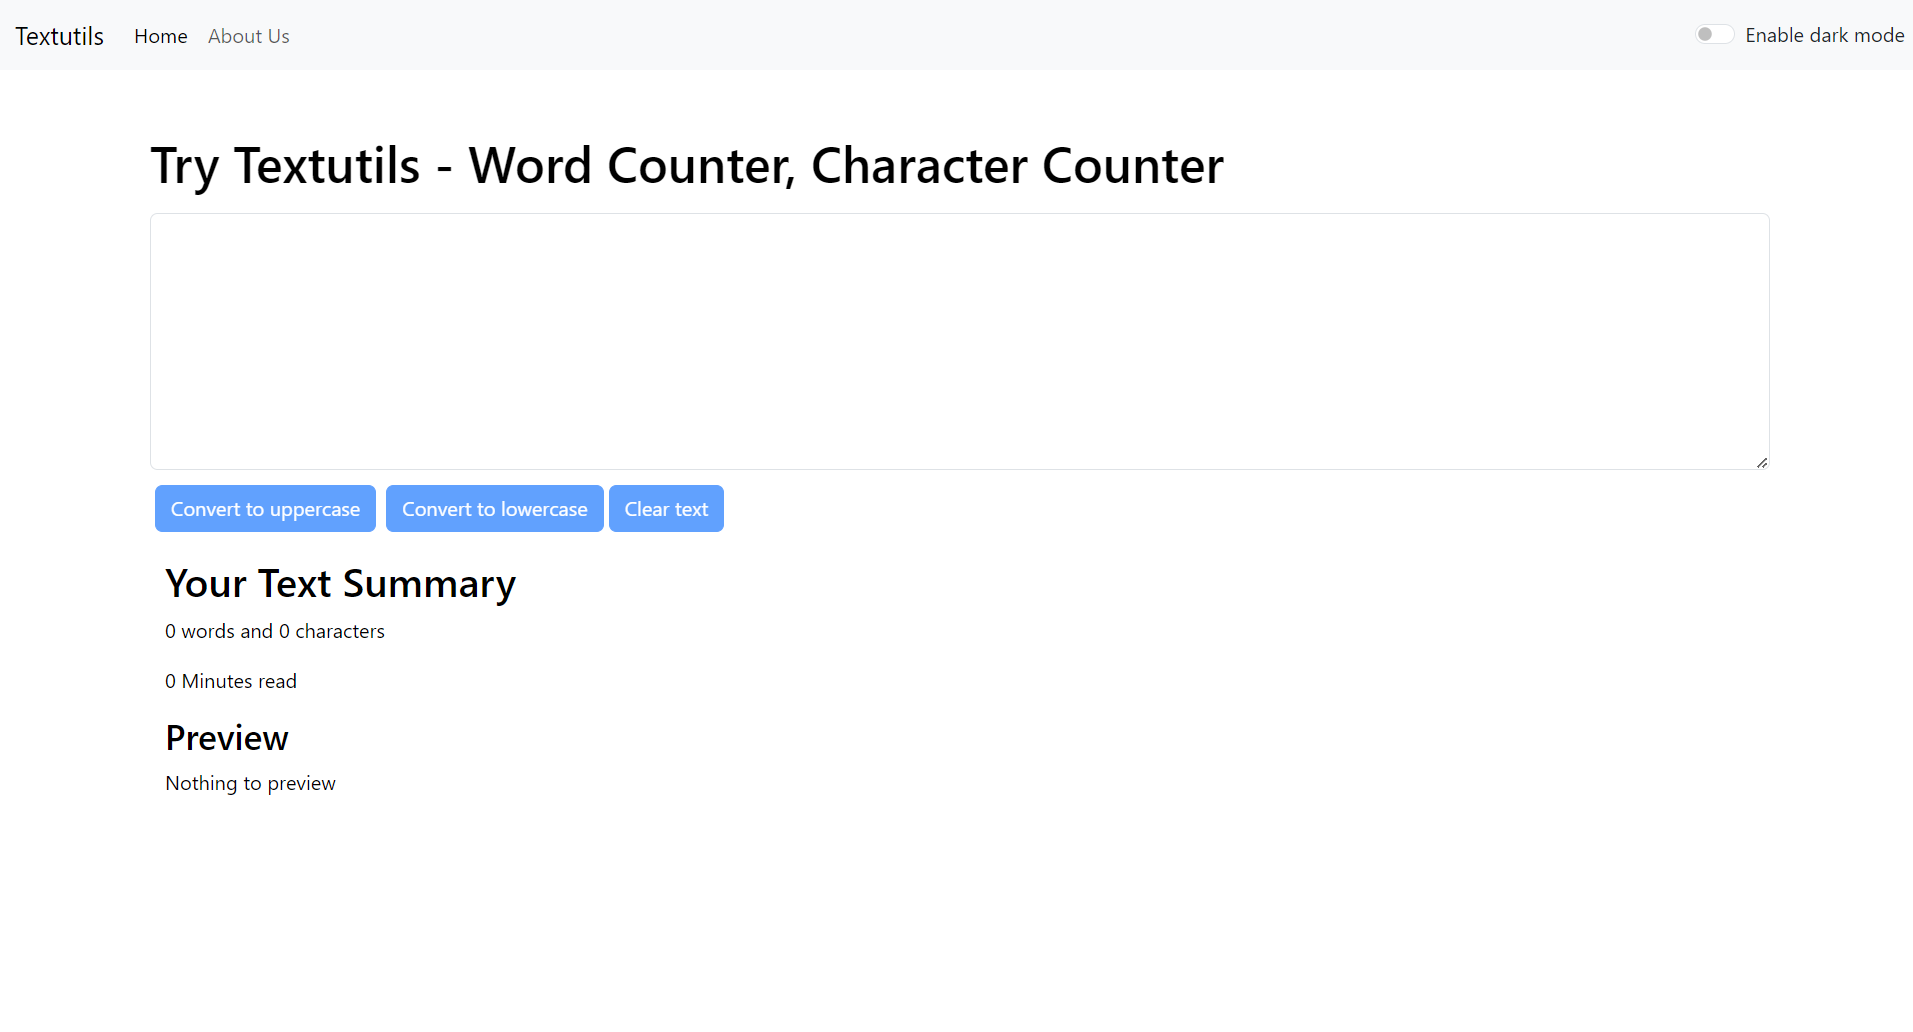 Textutils Home About Us Enable dark mode
Try Textutils - Word Counter, Character Counter
Convert to uppercase Convert to lowercase Clear text
Your Text Summary
0 words and 0 characters
0 Minutes read
Preview
Nothing to preview